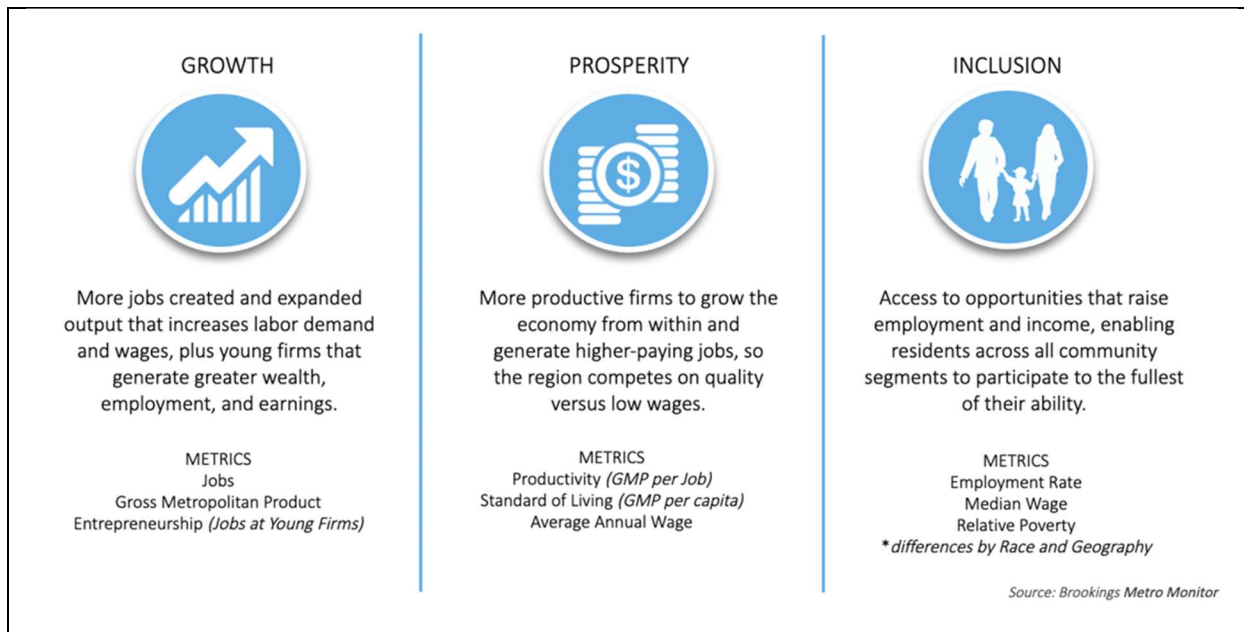 GROWTH
$
More jobs created and expanded
output that increases labor demand
and wages, plus young firms that
generate greater wealth,
employment, and earnings.
METRICS
Jobs
Gross Metropolitan Product
Entrepreneurship (Jobs at Young Firms)
PROSPERITY
More productive firms to grow the
economy from within and
generate higher-paying jobs, so
the region competes on quality
versus low wages.
METRICS
Productivity (GMP per Job)
Standard of Living (GMP per capita)
Average Annual Wage
INCLUSION
Access to opportunities that raise
employment and income, enabling
residents across all community
segments to participate to the fullest
of their ability.
METRICS
Employment Rate
Median Wage
Relative Poverty
*differences by Race and Geography
Source: Brookings Metro Monitor